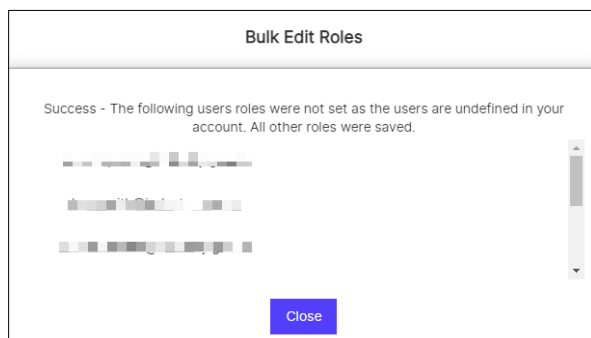 Bulk Edit Roles
Success - The following users roles were not set as the users are undefined in your
account. All other roles were saved.
Close